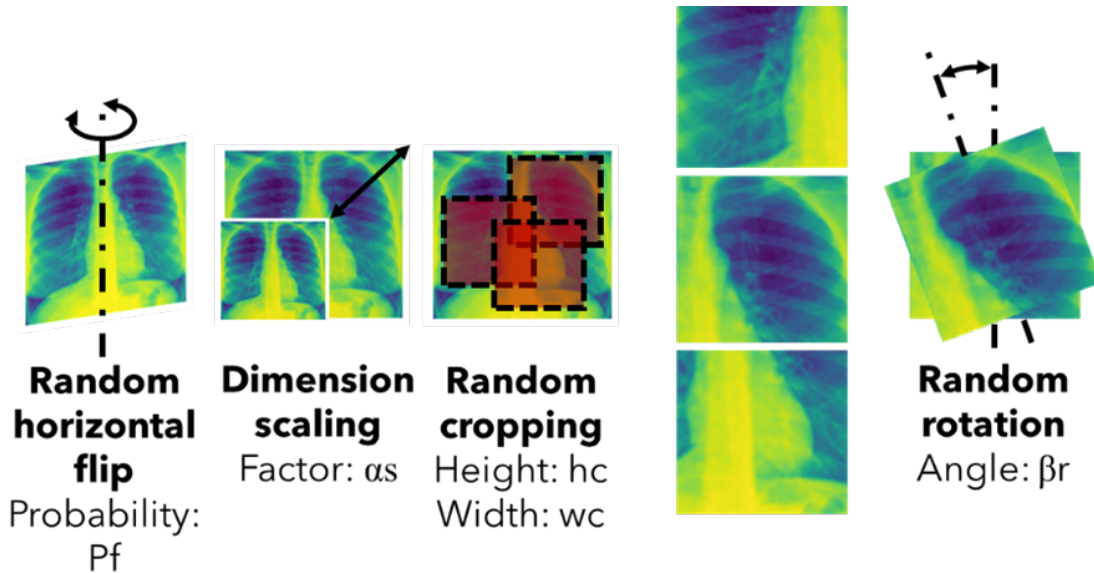 Random
horizontal
flip
Probability:
Pf
Dimension
scaling
Factor: αs
Random
cropping
Height: hc
Width: wc
Random
rotation
Angle: βr